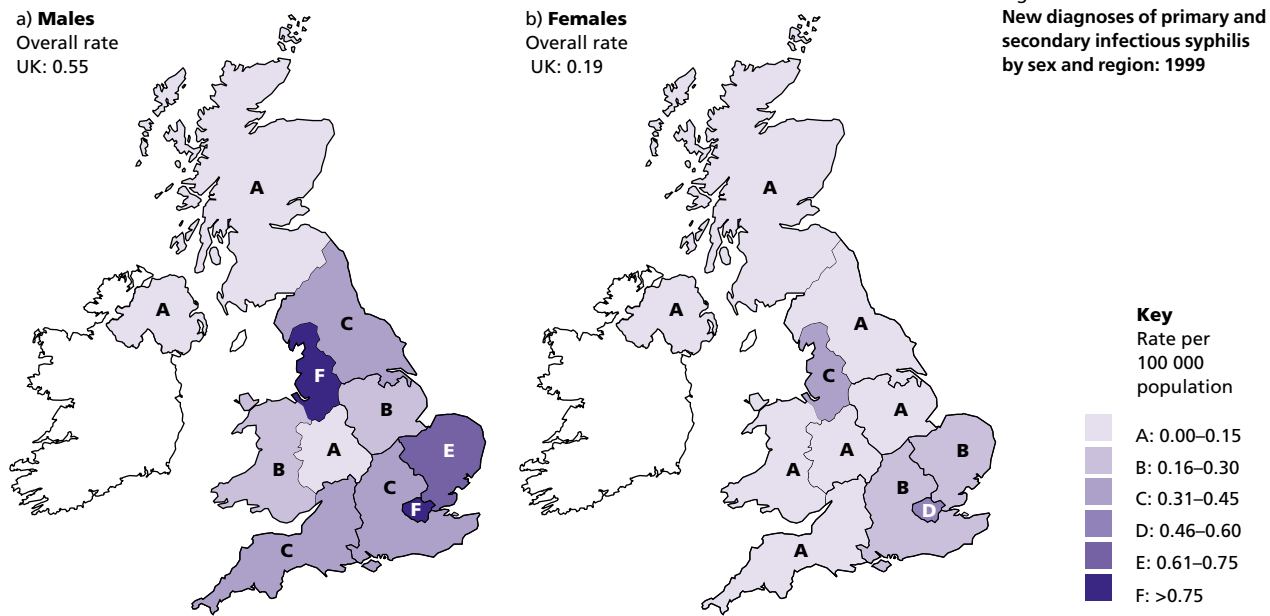 a) Males
Overall rate
UK: 0.55
A
A
C
F
B
A
E
B
C
F
C
b) Females
Overall rate
UK: 0.19
A
A
A
C
A
A
B
A
B
D
A
New diagnoses of primary and
secondary infectious syphilis
by sex and region: 1999
Key
Rate per
100 000
population
A: 0.00–0.15
B: 0.16–0.30
C: 0.31–0.45
D: 0.46–0.60
E: 0.61–0.75
F: >0.75